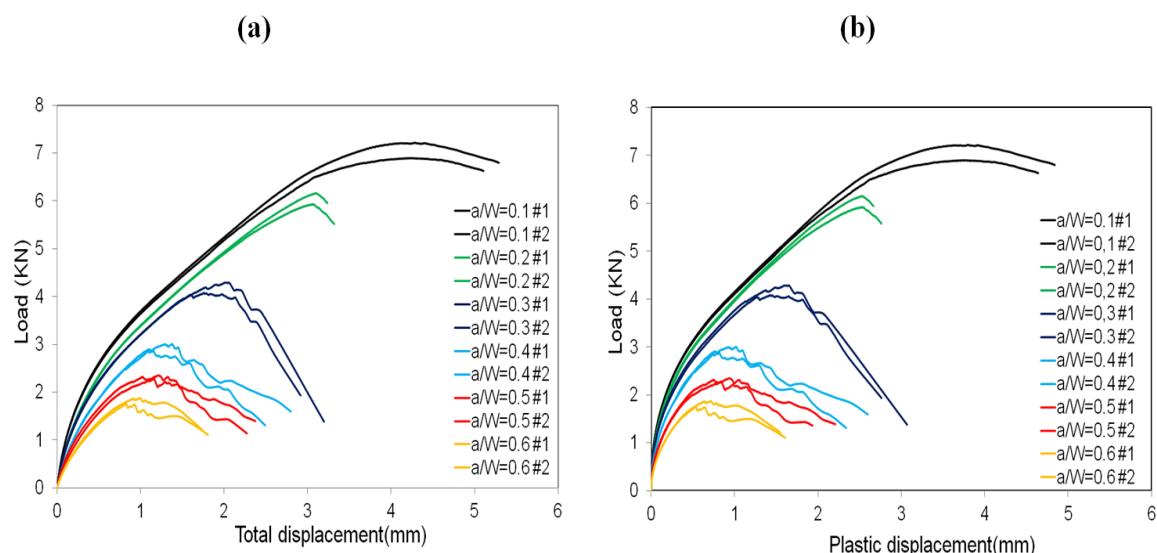 (a)
(b)
8
7
6
5
4
3
2
1
0
Load (KN)
0 1 2 3 4 5 6
Total displacement(mm)
a/W=0.1#1
a/W=0.1#2
a/W=0.2#1
a/W=0.2#2
a/W=0.3#1
a/W=0.3#2
a/W=0.4#1
a/W=0.4#2
a/W=0.5#1
a/W=0.5#2
a/W=0.6#1
a/W=0.6#2
8
7
6
5
4
3
2
1
0
Load (KN)
0 1 2 3 4 5 6
Plastic displacement(mm)
a/W=0.1#1
a/W=0,1#2
a/W=0,2#1
a/W=0,2#2
a/W=0,3#1
a/W=0.3#2
a/W=0.4#1
a/W=0.4#2
a/W=0.5#1
a/W=0.5#2
a/W=0.6#1
a/W=0.6#2